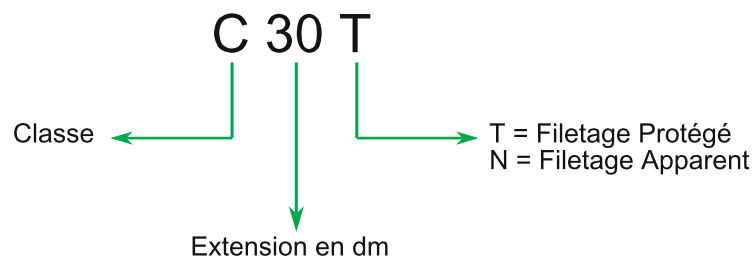 C 30 T
Classe
T = Filetage Protégé
N = Filetage Apparent
Extension en dm